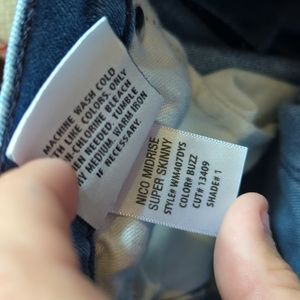 MACHINE WASH COLD
WITH LIKE COLORS, ONLY
NON-CHLORINE BLEACH
WHEN NEEDED. TUMBLE
DRY MEDIUM, WARM IRON
IF NECESSARY.
NICO MIDRISE
SUPER SKINNY
STYLE# WM407DYS
COLOR# BUZZ
CUT# 13409
SHADE# 1